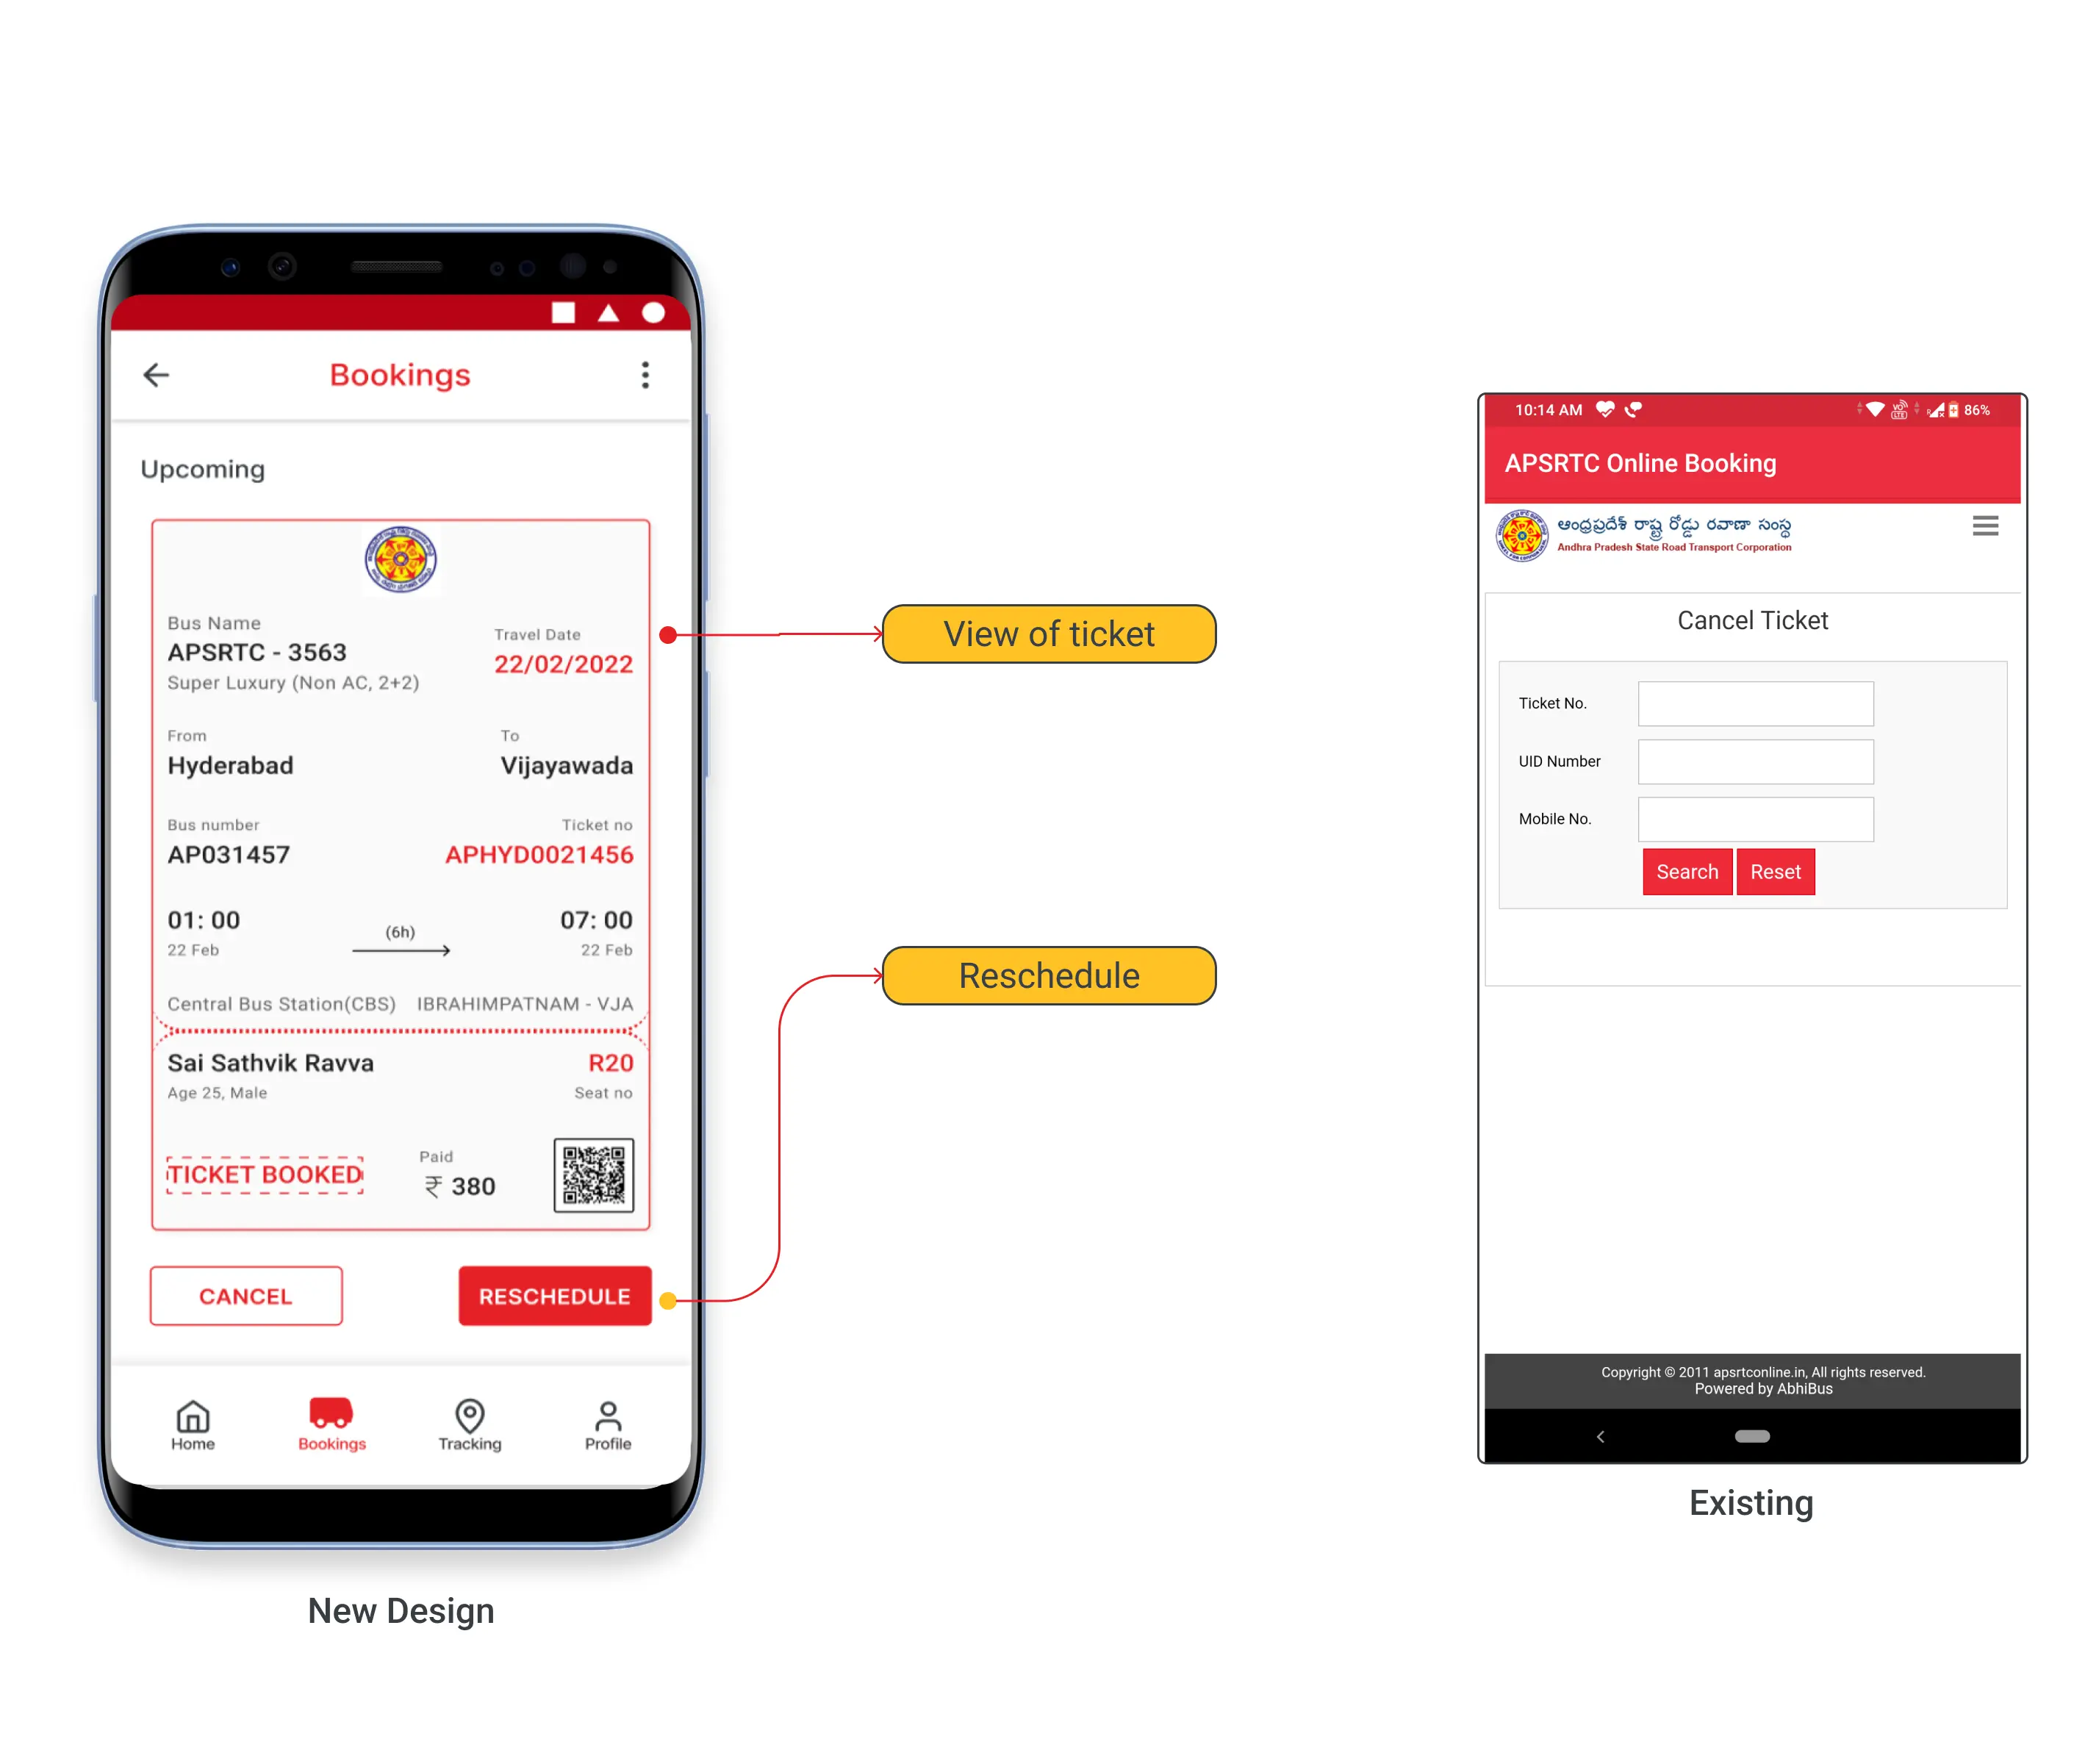 Bookings
Upcoming
Bus Name
APSRTC - 3563
Super Luxury (Non AC, 2+2)
Travel Date
22/02/2022
From
Hyderabad
To
Vijayawada
Bus number
AP031457
Ticket no
APHYD0021456
01: 00
22 Feb
(6h)
07: 00
22 Feb
Central Bus Station(CBS)
IBRAHIMPATNAM - VJA
Sai Sathvik Ravva
Age 25, Male
R20
Seat no
TICKET BOOKED
Paid
₹ 380
CANCEL
RESCHEDULE
Home
Bookings
Tracking
Profile
New Design
View of ticket
Reschedule
10:14 AM
86%
APSRTC Online Booking
ఆంధ్రప్రదేశ్ రాష్ట్ర రోడ్డు రవాణా సంస్థ
Andhra Pradesh State Road Transport Corporation
Cancel Ticket
Ticket No.
UID Number
Mobile No.
Search
Reset
Copyright © 2011 apsrtconline.in, All rights reserved.
Powered by AbhiBus
Existing